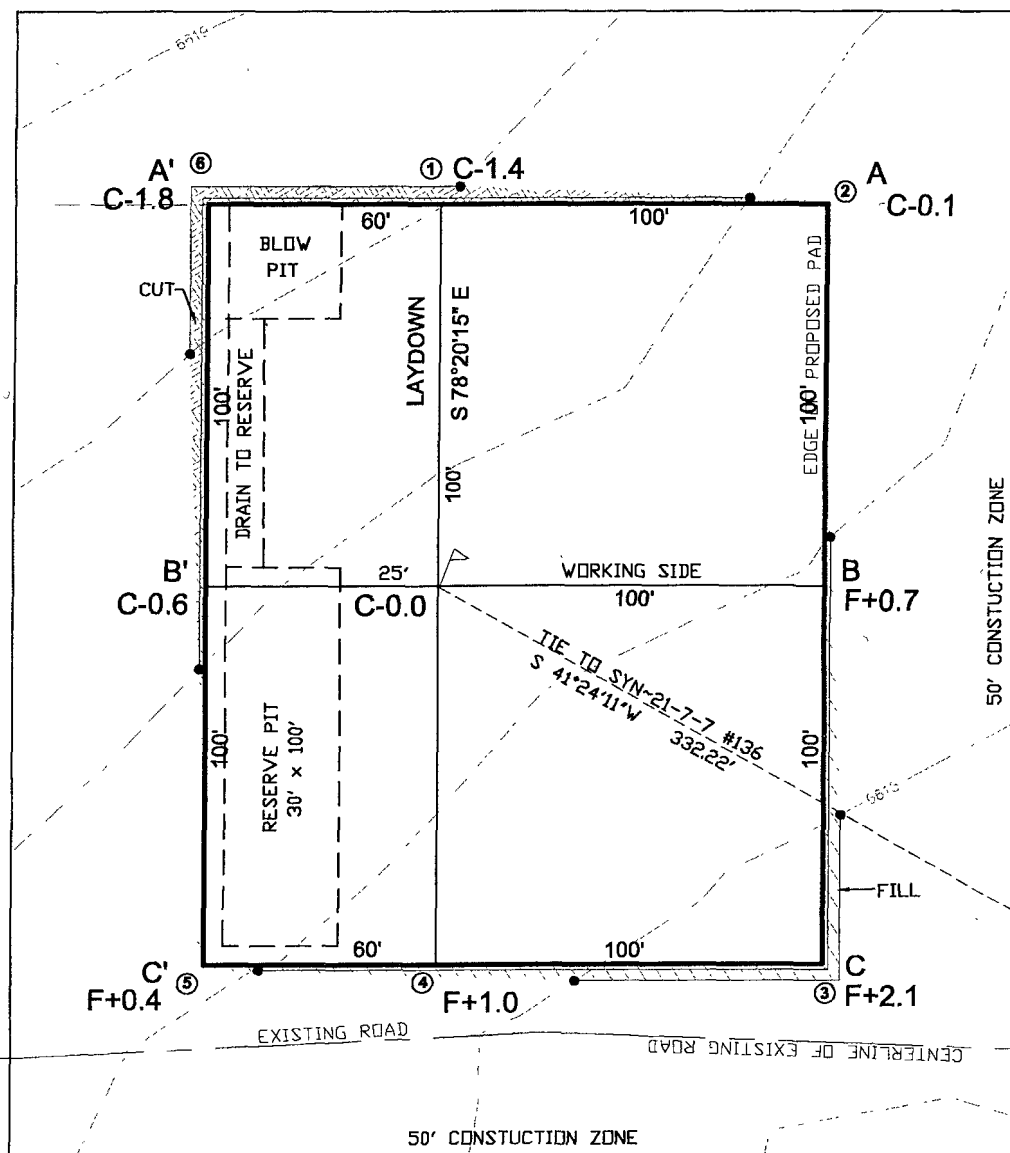 6619
A' ⑥ ① C-1.4 ② A
C-1.8 C-0.1
60' 100'
BLOW
PIT
CUT
LAYDOWN
S 78°20'15" E
EDGE OF PROPOSED PAD
100'
100'
100'
DRAIN TO RESERVE
50' CONSTUCTION ZONE
B' 25' WORKING SIDE B
C-0.6 C-0.0 100' F+0.7
TIE TO SYN~21-7-7 #136
S 41°24'11"W 332.22'
100'
RESERVE PIT
30' x 100'
100'
FILL
60' 100'
C' ⑤ ④ ③ C
F+0.4 F+1.0 F+2.1
EXISTING ROAD
CENTERLINE OF EXISTING ROAD
50' CONSTUCTION ZONE